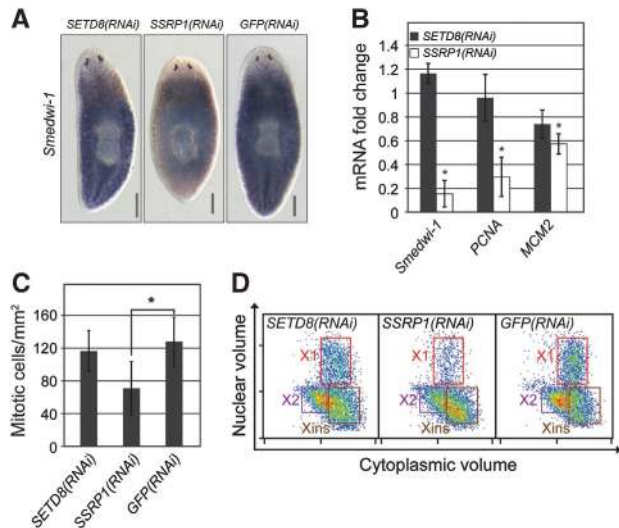 A
SETD8(RNAi) SSRP1(RNAi) GFP(RNAi)
Smedwi-1
B
SETD8(RNAi)
SSRP1(RNAi)
mRNA fold change
1.4
1.2
1
0.8
0.6
0.4
0.2
0
*
*
*
Smedwi-1
PCNA
MCM2
C
*
Mitotic cells/mm²
160
120
80
40
0
SETD8(RNAi)
SSRP1(RNAi)
GFP(RNAi)
D
Nuclear volume
SETD8(RNAi) SSRP1(RNAi) GFP(RNAi)
X1 X1 X1
X2 X2 X2
Xins Xins Xins
Cytoplasmic volume